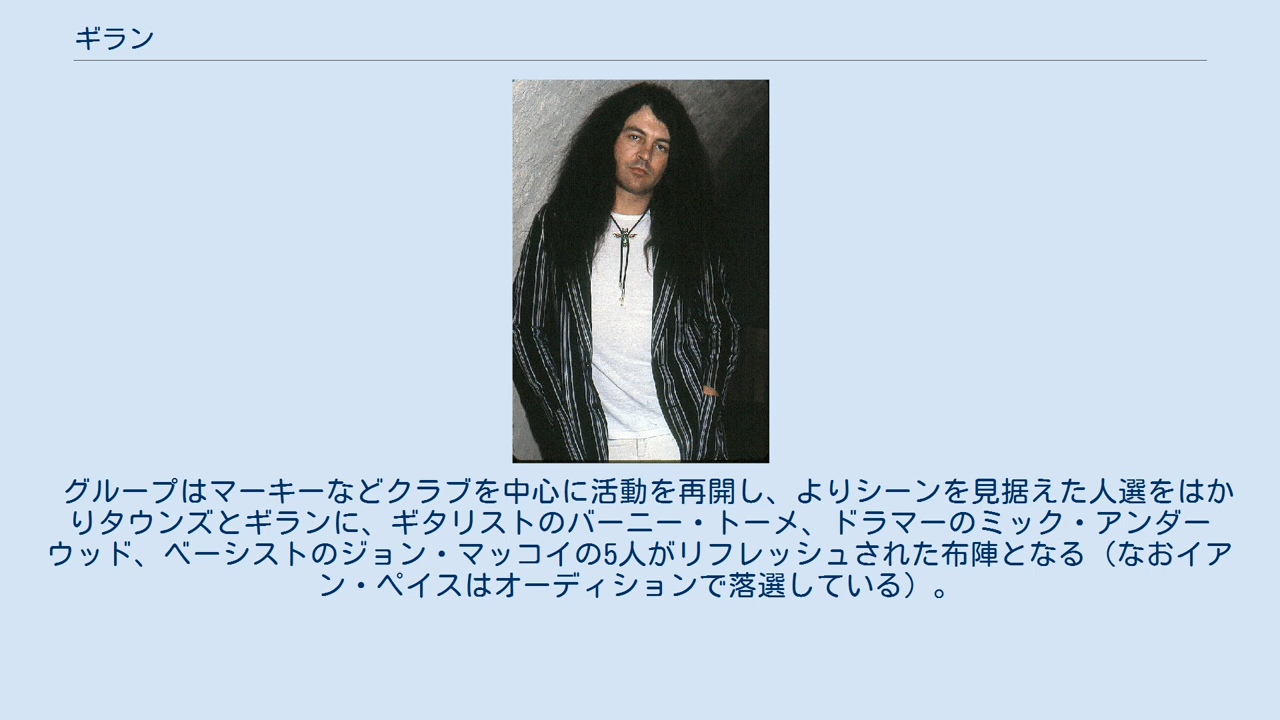 ギラン
グループはマーキーなどクラブを中心に活動を再開し、よりシーンを見据えた人選をはか
りタウンズとギランに、ギタリストのバーニー・トーメ、ドラマーのミック・アンダー
ウッド、ベーシストのジョン・マッコイの5人がリフレッシュされた布陣となる（なおイア
ン・ペイスはオーディションで落選している）。